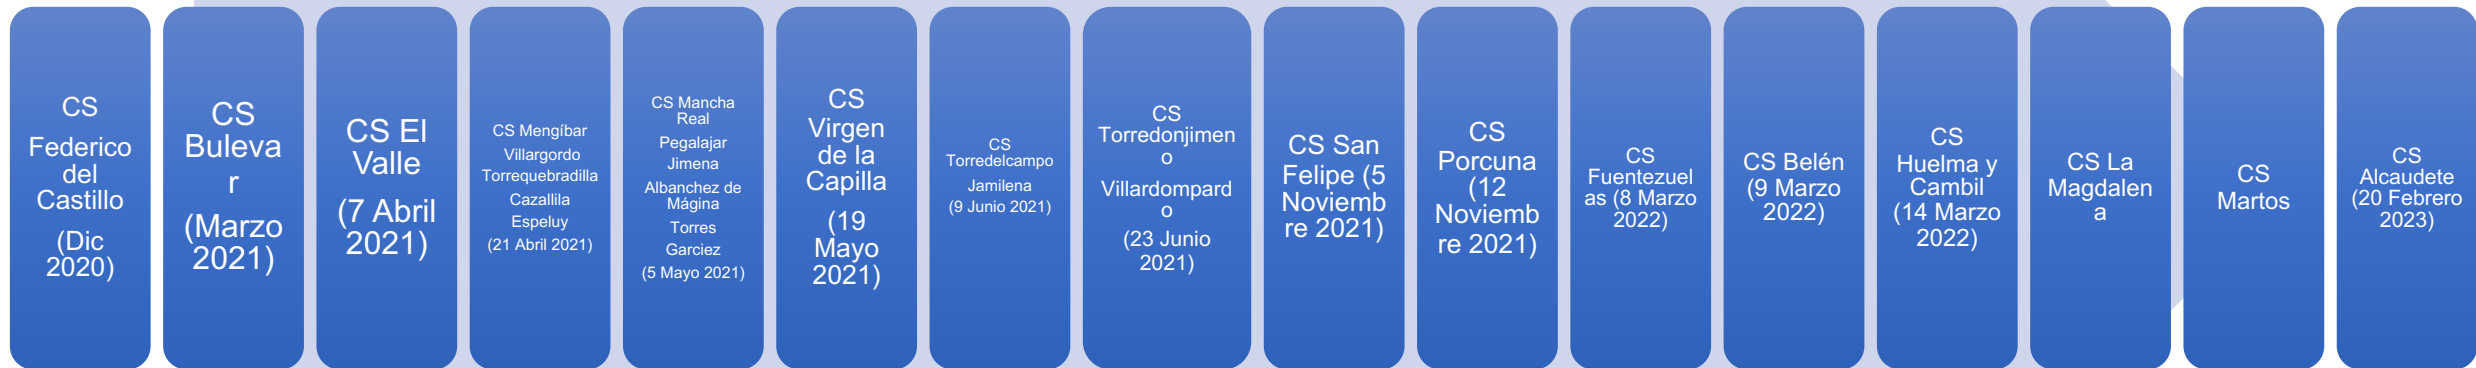 CS
Federico
del
Castillo
(Dic
2020)
CS
Buleva
r
(Marzo
2021)
CS El
Valle
(7 Abril
2021)
CS Mengíbar
Villargordo
Torrequebradilla
Cazallila
Espeluy
(21 Abril 2021)
CS Mancha
Real
Pegalajar
Jimena
Albanchez de
Mágina
Torres
Garciez
(5 Mayo 2021)
CS
Virgen
de la
Capilla
(19
Mayo
2021)
CS
Torredelcampo
Jamilena
(9 Junio 2021)
CS
Torredonjimen
o
Villardompard
o
(23 Junio
2021)
CS San
Felipe (5
Noviemb
re 2021)
CS
Porcuna
(12
Noviemb
re 2021)
CS
Fuentezuel
as (8 Marzo
2022)
CS Belén
(9 Marzo
2022)
CS
Huelma y
Cambil
(14 Marzo
2022)
CS La
Magdalen
a
CS
Martos
CS
Alcaudete
(20 Febrero
2023)